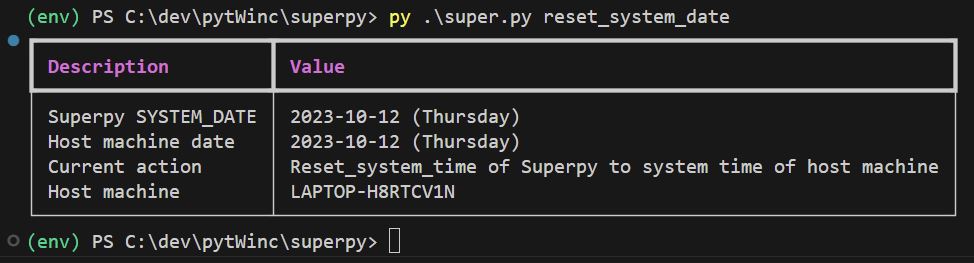 (env) PS C:\dev\pytWinc\superpy> py .\super.py reset_system_date
Description Value
Superpy SYSTEM_DATE 2023-10-12 (Thursday)
Host machine date 2023-10-12 (Thursday)
Current action Reset_system_time of Superpy to system time of host machine
Host machine LAPTOP-H8RTCV1N
(env) PS C:\dev\pytWinc\superpy>